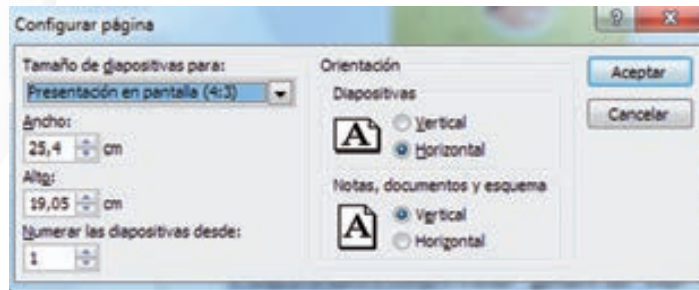 Configurar página
Tamaño de diapositivas para:
Presentación en pantalla (4:3)
Ancho:
25,4 cm
Alto:
19,05 cm
Numerar las diapositivas desde:
1
Orientación
Diapositivas
A
Vertical
Horizontal
Notas, documentos y esquema
A
Vertical
Horizontal
Aceptar
Cancelar